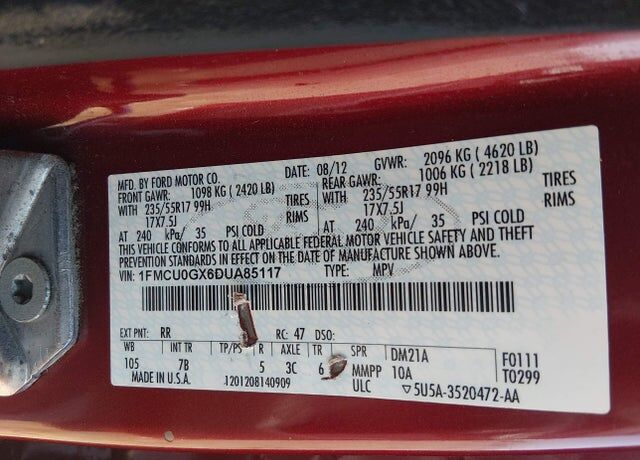 MFD. BY FORD MOTOR CO. DATE: 08/12 GVWR: 2096 KG ( 4620 LB)
FRONT GAWR: 1098 KG ( 2420 LB) REAR GAWR: 1006 KG ( 2218 LB)
WITH 235/55R17 99H TIRES WITH 235/55R17 99H TIRES
17X7.5J RIMS 17X7.5J RIMS
AT 240 kPa/ 35 PSI COLD AT 240 kPa/ 35 PSI COLD
THIS VEHICLE CONFORMS TO ALL APPLICABLE FEDERAL MOTOR VEHICLE SAFETY AND THEFT
PREVENTION STANDARDS IN EFFECT ON THE DATE OF MANUFACTURE SHOWN ABOVE.
VIN: 1FMCU0GX6DUA85117 TYPE: MPV
EXT PNT: RR RC: 47 DSO:
WB INT TR TP/PS R AXLE TR SPR DM21A F0111
105 7B 5 3C 6 MMPP 10A T0299
MADE IN U.S.A. 1201208140909 ULC ▽5U5A-3520472-AA